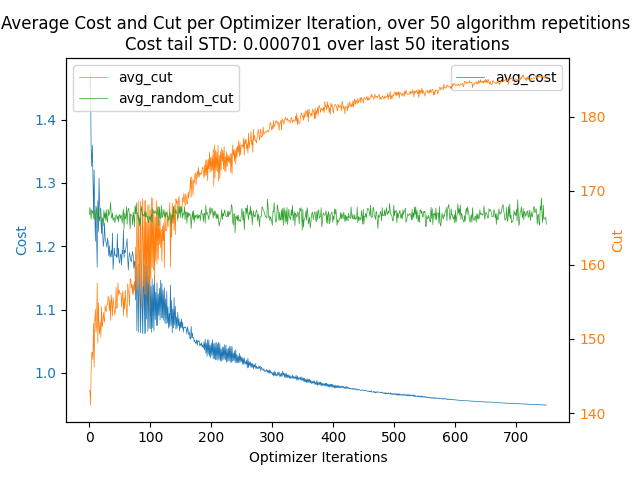 Average Cost and Cut per Optimizer Iteration, over 50 algorithm repetitions
Cost tail STD: 0.000701 over last 50 iterations
avg_cut
avg_random_cut
avg_cost
1.4
1.3
1.2
1.1
1.0
Cost
180
170
160
150
140
Cut
0 100 200 300 400 500 600 700
Optimizer Iterations